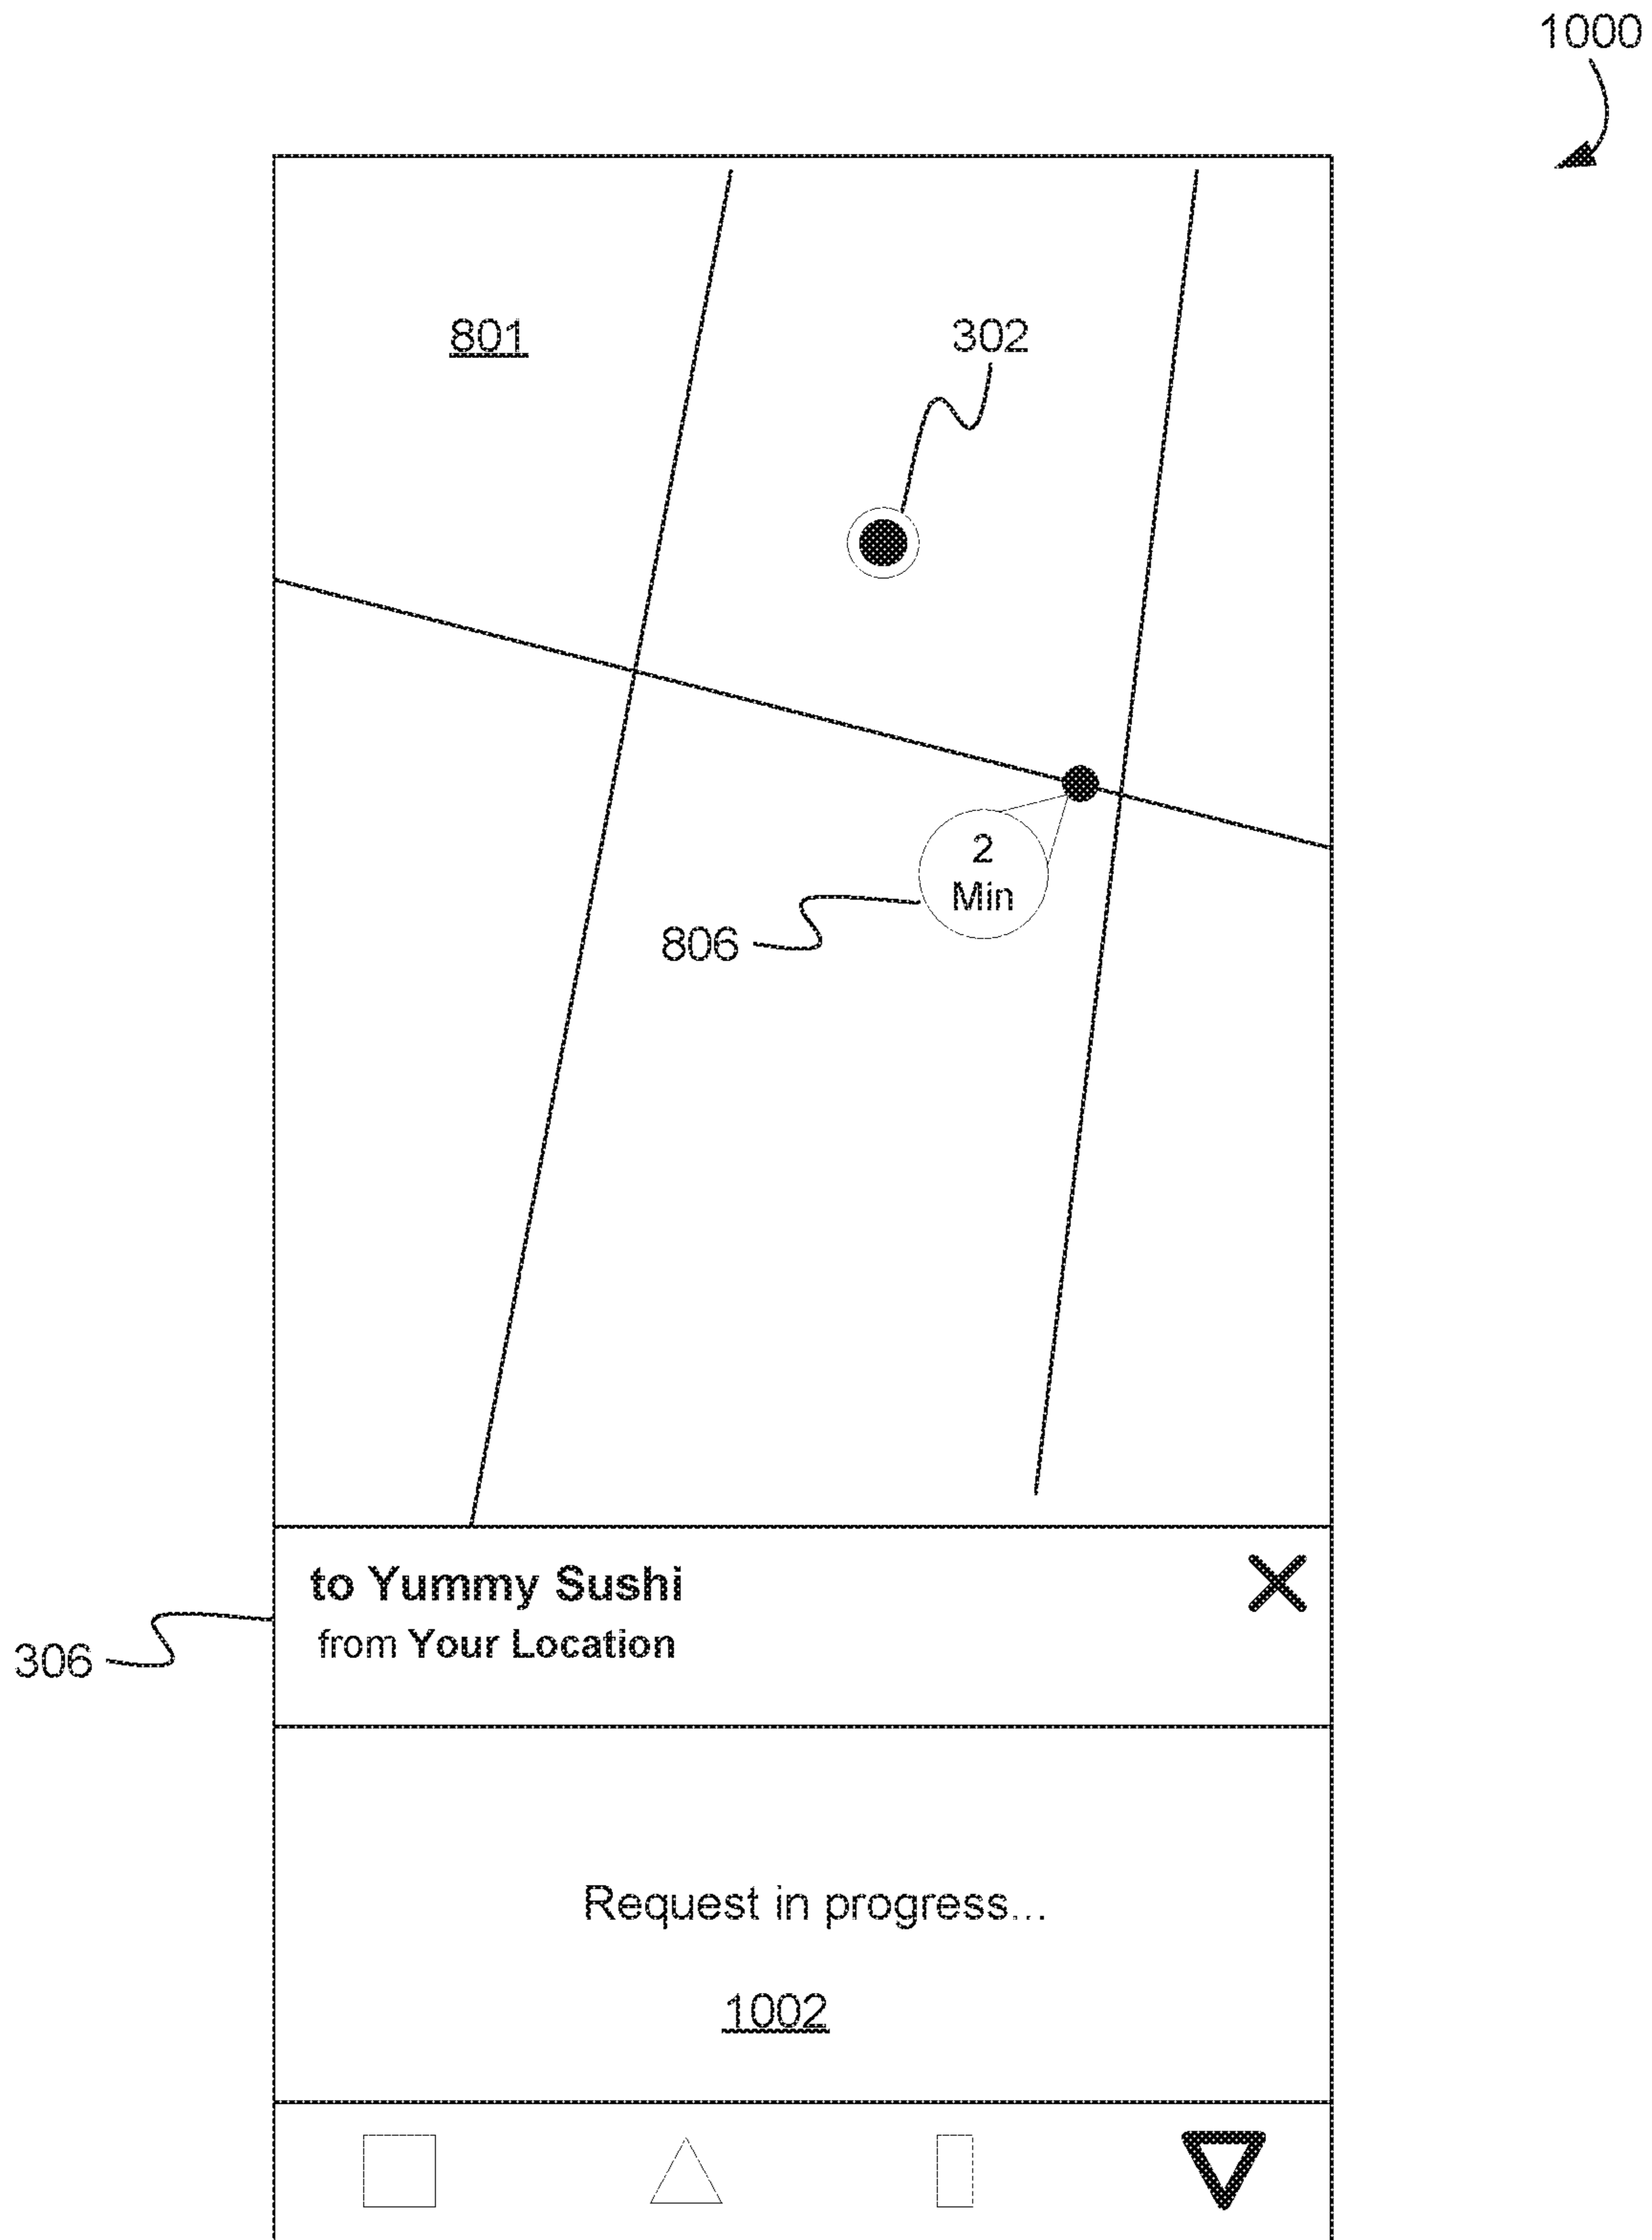 1000
801
302
2
Min
806
to Yummy Sushi
from Your Location
306
Request in progress...
1002